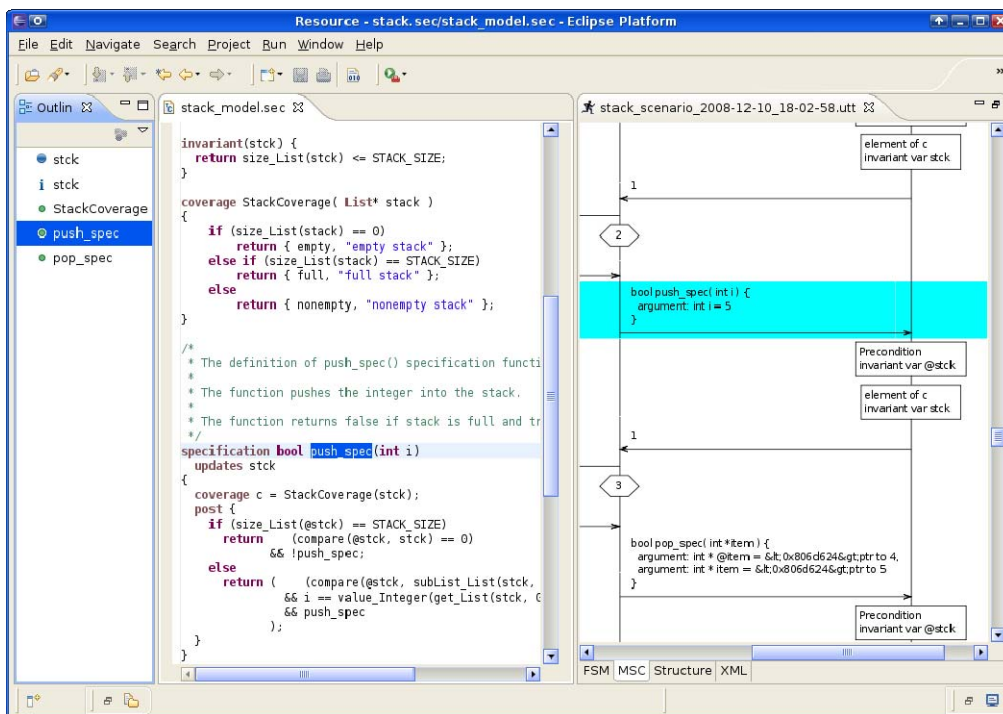 Resource - stack.sec/stack_model.sec - Eclipse Platform
File Edit Navigate Search Project Run Window Help
Outlin
stck
stck
StackCoverage
push_spec
pop_spec
stack_model.sec
invariant(stck) {
return size_List(stck) <= STACK_SIZE;
}
coverage StackCoverage( List* stack )
{
if (size_List(stack) == 0)
return { empty, "empty stack" };
else if (size_List(stack) == STACK_SIZE)
return { full, "full stack" };
else
return { nonempty, "nonempty stack" };
}
/*
* The definition of push_spec() specification functi
*
* The function pushes the integer into the stack.
*
* The function returns false if stack is full and tr
*/
specification bool push_spec(int i)
updates stck
{
coverage c = StackCoverage(stck);
post {
if (size_List(@stck) == STACK_SIZE)
return (compare(@stck, stck) == 0)
&& !push_spec;
else
return ( (compare(@stck, subList_List(stck,
&& i == value_Integer(get_List(stck, 0
&& push_spec
);
}
}
stack_scenario_2008-12-10_18-02-58.utt
element of c
invariant var stck
1
2
bool push_spec( int i) {
argument: int i = 5
}
Precondition
invariant var @stck
element of c
invariant var stck
1
3
bool pop_spec( int *item) {
argument: int * @item = &lt;0x806d624&gt;ptr to 4,
argument: int * item = &lt;0x806d624&gt;ptr to 5
}
Precondition
invariant var @stck
FSM MSC Structure XML